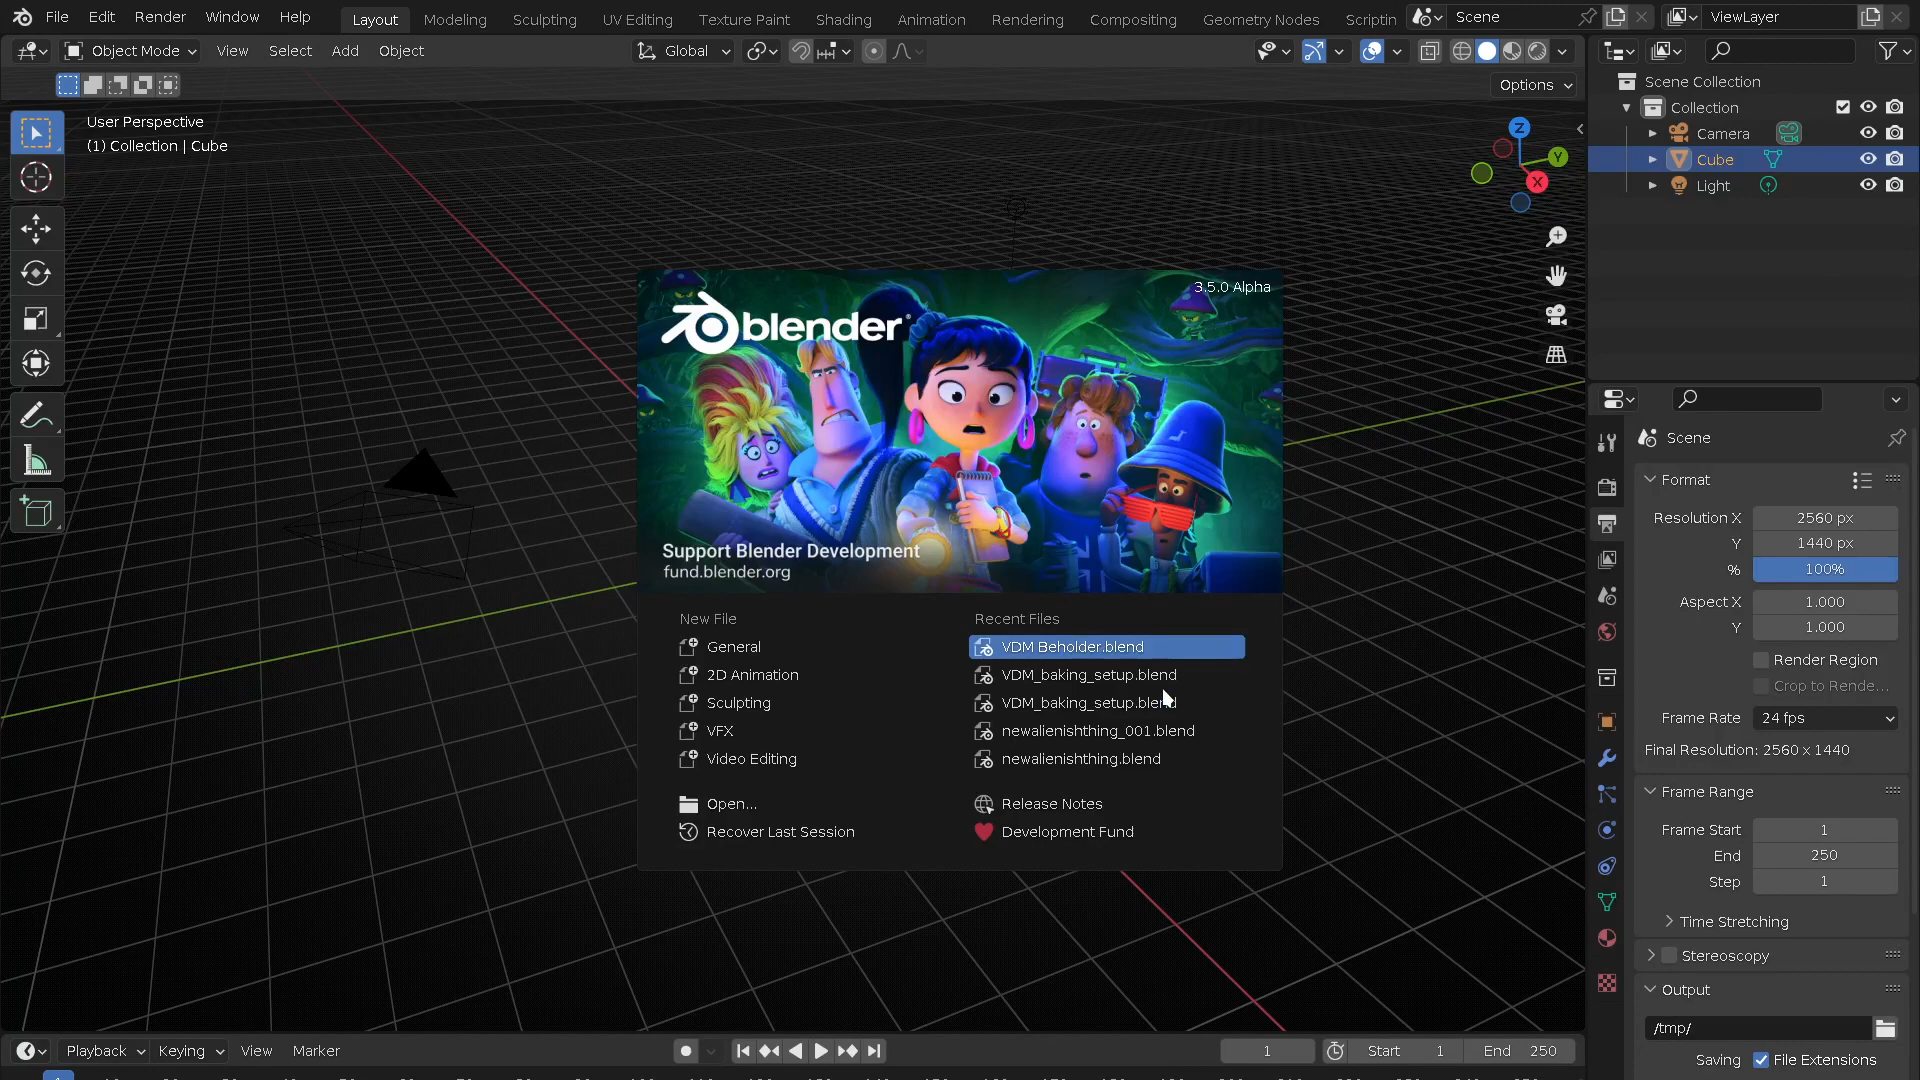 File Edit Render Window Help
Layout Modeling Sculpting UV Editing Texture Paint Shading Animation Rendering Compositing Geometry Nodes Scriptin
Scene
ViewLayer
Object Mode View Select Add Object
Global
Options
User Perspective
(1) Collection | Cube
Z
Y
X
Scene Collection
Collection
Camera
Cube
Light
3.5.0 Alpha
blender
Support Blender Development
fund.blender.org
New File
General
2D Animation
Sculpting
VFX
Video Editing
Open...
Recover Last Session
Recent Files
VDM Beholder.blend
VDM_baking_setup.blend
VDM_baking_setup.blend
newalienishthing_001.blend
newalienishthing.blend
Release Notes
Development Fund
Scene
Format
Resolution X 2560 px
Y 1440 px
% 100%
Aspect X 1.000
Y 1.000
Render Region
Crop to Rende...
Frame Rate 24 fps
Final Resolution: 2560 x 1440
Frame Range
Frame Start 1
End 250
Step 1
Time Stretching
Stereoscopy
Output
/tmp/
Saving File Extensions
Playback Keying View Marker
1
Start 1
End 250